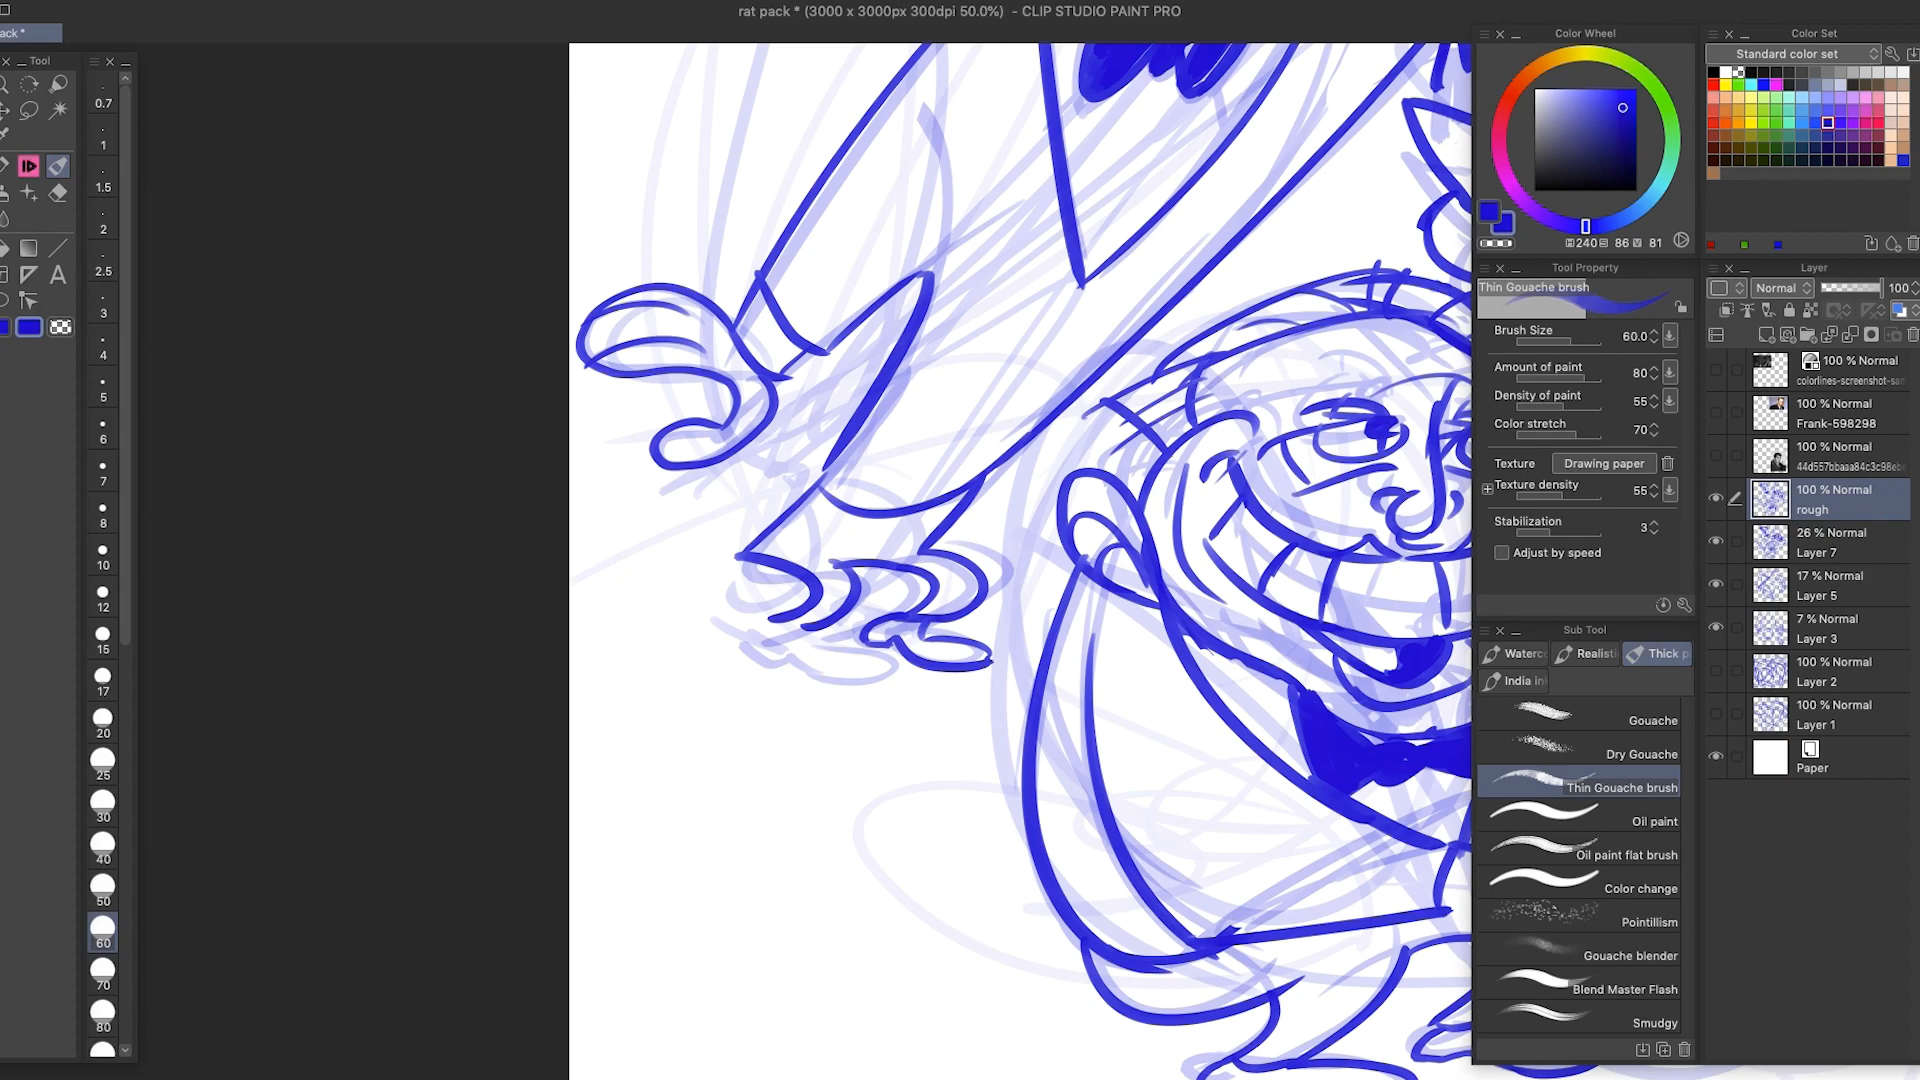 rat pack * (3000 x 3000px 300dpi 50.0%) - CLIP STUDIO PAINT PRO
ack *
Tool
0.7
1
1.5
2
2.5
3
4
5
6
7
8
10
12
15
17
20
25
30
40
50
60
70
80
A
Color Wheel
240 86 V 81
Tool Property
Thin Gouache brush
Brush Size 60.0
Amount of paint 80
Density of paint 55
Color stretch 70
Texture Drawing paper
Texture density 55
Stabilization 3
Adjust by speed
Sub Tool
Waterc Realisti Thick p
India in
Gouache
Dry Gouache
Thin Gouache brush
Oil paint
Oil paint flat brush
Color change
Pointillism
Gouache blender
Blend Master Flash
Smudgy
Color Set
Standard color set
Layer
Normal 100
100 % Normal
colorlines-screenshot-sam
100 % Normal
Frank-598298
100 % Normal
44d557bbaaa84c3c98ebe
100 % Normal
rough
26 % Normal
Layer 7
17 % Normal
Layer 5
7 % Normal
Layer 3
100 % Normal
Layer 2
100 % Normal
Layer 1
Paper